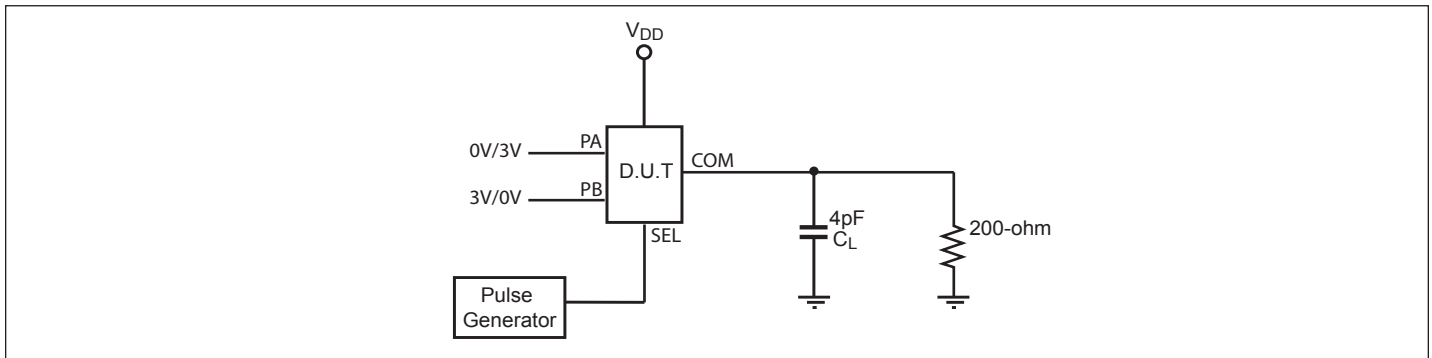 VDD
0V/3V
PA
D.U.T
COM
3V/0V
PB
SEL
4pF
CL
200-ohm
Pulse
Generator